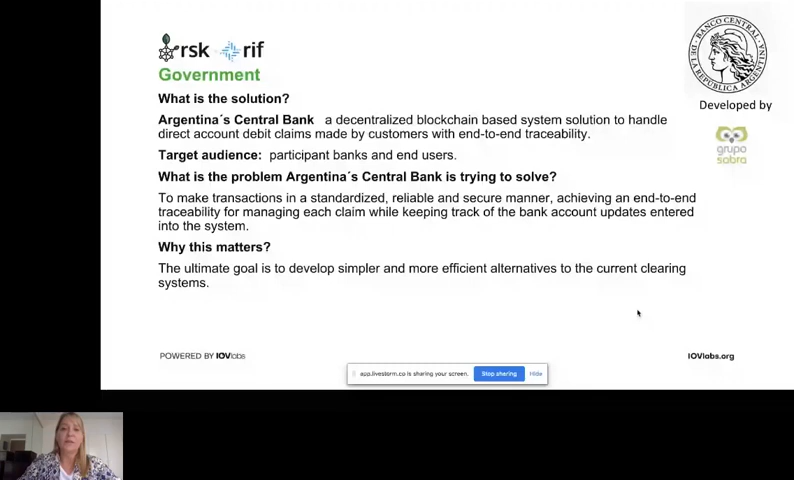 rsk rif
Government
What is the solution?
Argentina´s Central Bank a decentralized blockchain based system solution to handle
direct account debit claims made by customers with end-to-end traceability.
Target audience: participant banks and end users.
What is the problem Argentina´s Central Bank is trying to solve?
To make transactions in a standardized, reliable and secure manner, achieving an end-to-end
traceability for managing each claim while keeping track of the bank account updates entered
into the system.
Why this matters?
The ultimate goal is to develop simpler and more efficient alternatives to the current clearing
systems.
BANCO CENTRAL
DE LA REPUBLICA ARGENTINA
Developed by
grupo
sabra
POWERED BY IOVlabs
IOVlabs.org
app.livestorm.co is sharing your screen.
Stop sharing
Hide